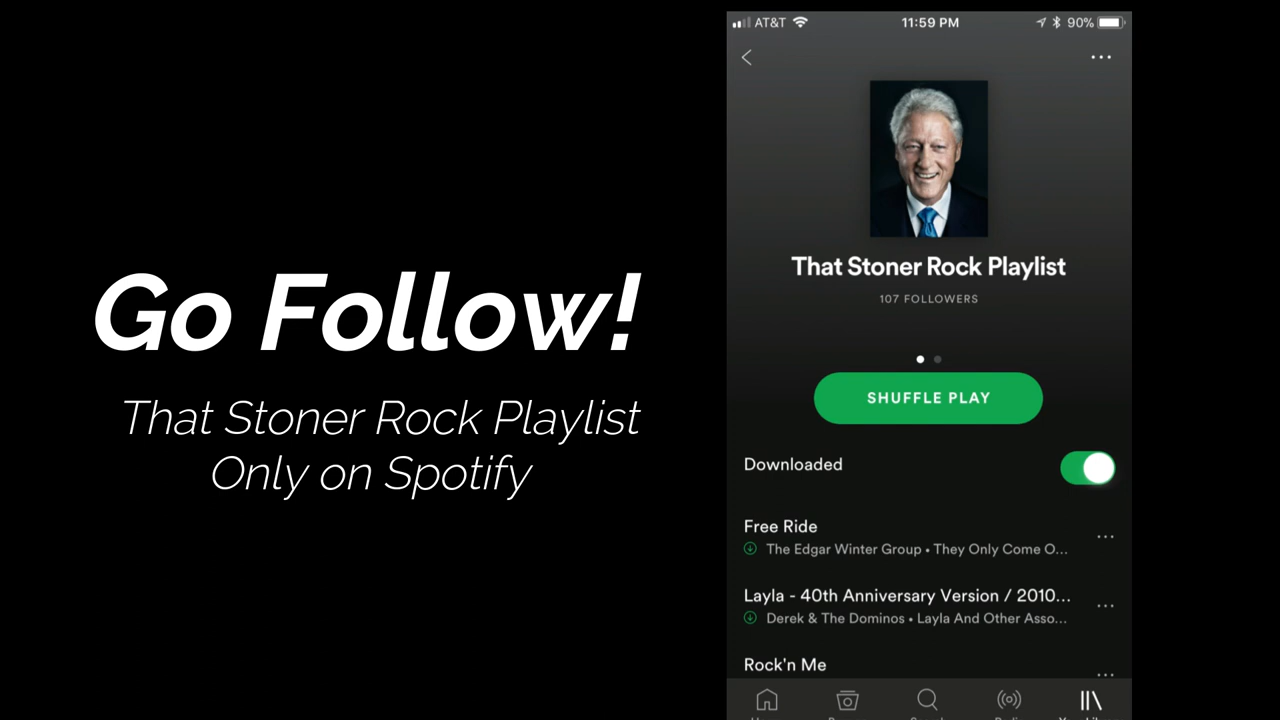 Go Follow!
That Stoner Rock Playlist
Only on Spotify
AT&T 11:59 PM 90%
That Stoner Rock Playlist
107 FOLLOWERS
SHUFFLE PLAY
Downloaded
Free Ride
The Edgar Winter Group • They Only Come O...
Layla - 40th Anniversary Version / 2010...
Derek & The Dominos • Layla And Other Asso...
Rock'n Me